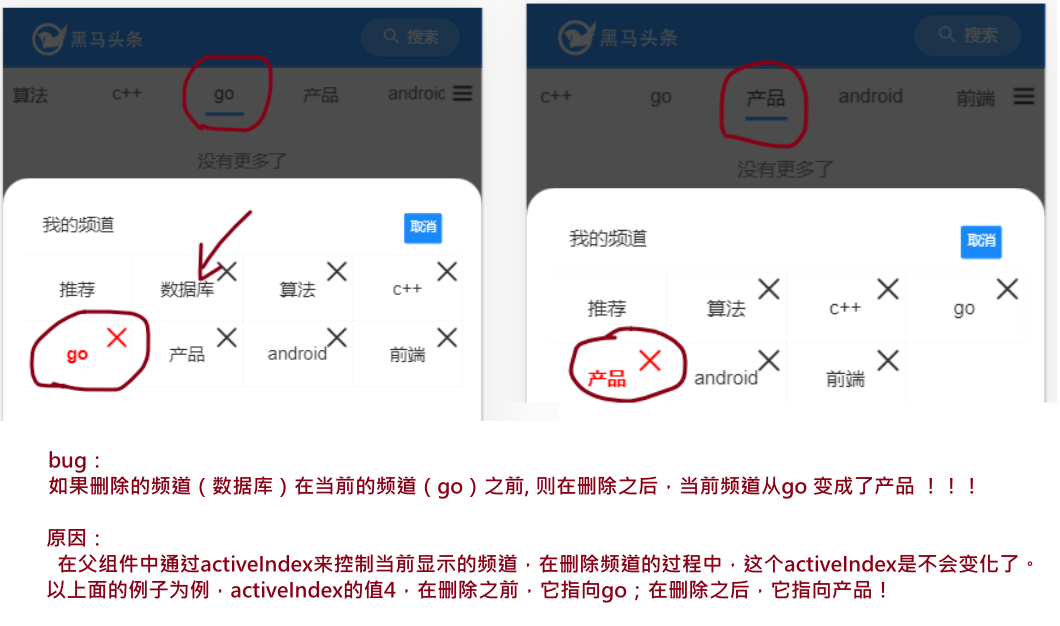 黑马头条
搜索
算法 c++ go 产品 android
没有更多了
我的频道
取消
推荐 数据库 算法 c++
go 产品 android 前端
黑马头条
搜索
c++ go 产品 android 前端
没有更多了
我的频道
取消
推荐 算法 c++ go
产品 android 前端
bug：
如果删除的频道（数据库）在当前的频道（go）之前, 则在删除之后，当前频道从go 变成了产品 ！！！
原因：
在父组件中通过activeIndex来控制当前显示的频道，在删除频道的过程中，这个activeIndex是不会变化了。
以上面的例子为例，activeIndex的值4，在删除之前，它指向go；在删除之后，它指向产品！